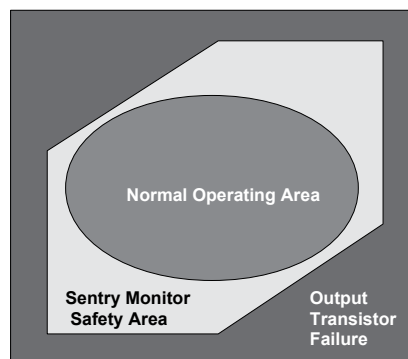 Normal Operating Area
Sentry Monitor
Safety Area
Output
Transistor
Failure